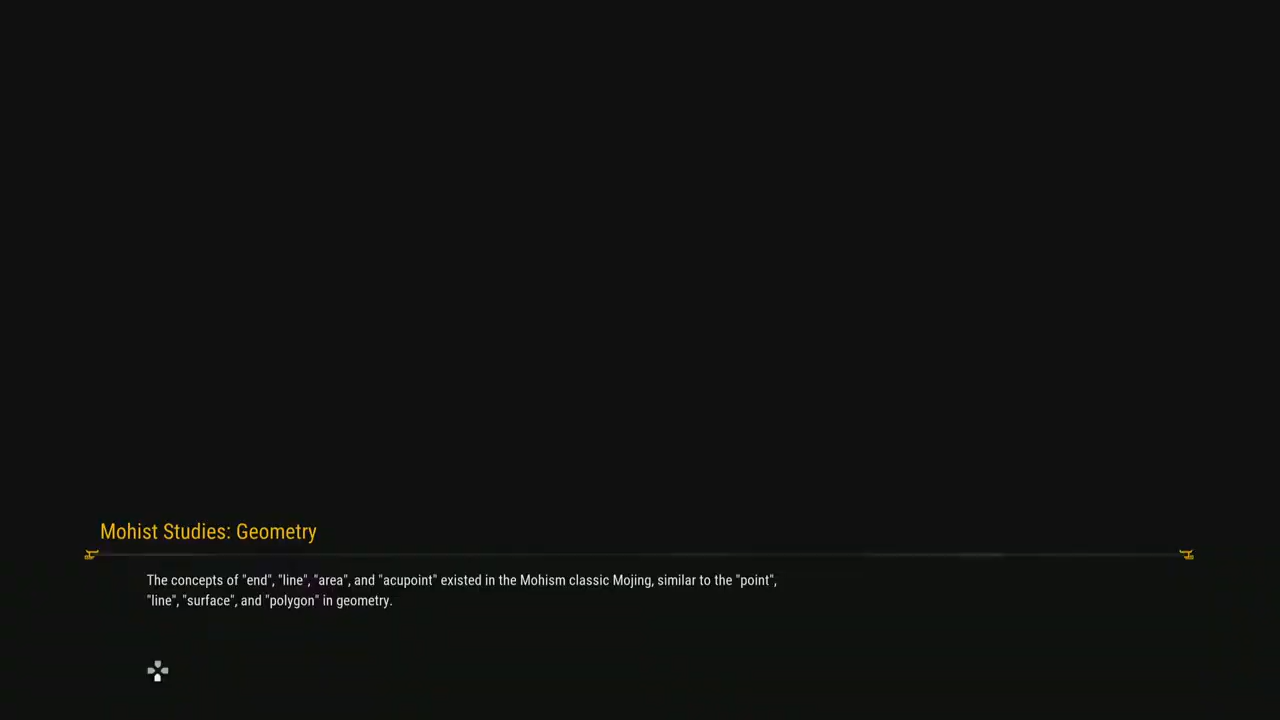 Mohist Studies: Geometry
The concepts of "end", "line", "area", and "acupoint" existed in the Mohism classic Mojing, similar to the "point",
"line", "surface", and "polygon" in geometry.